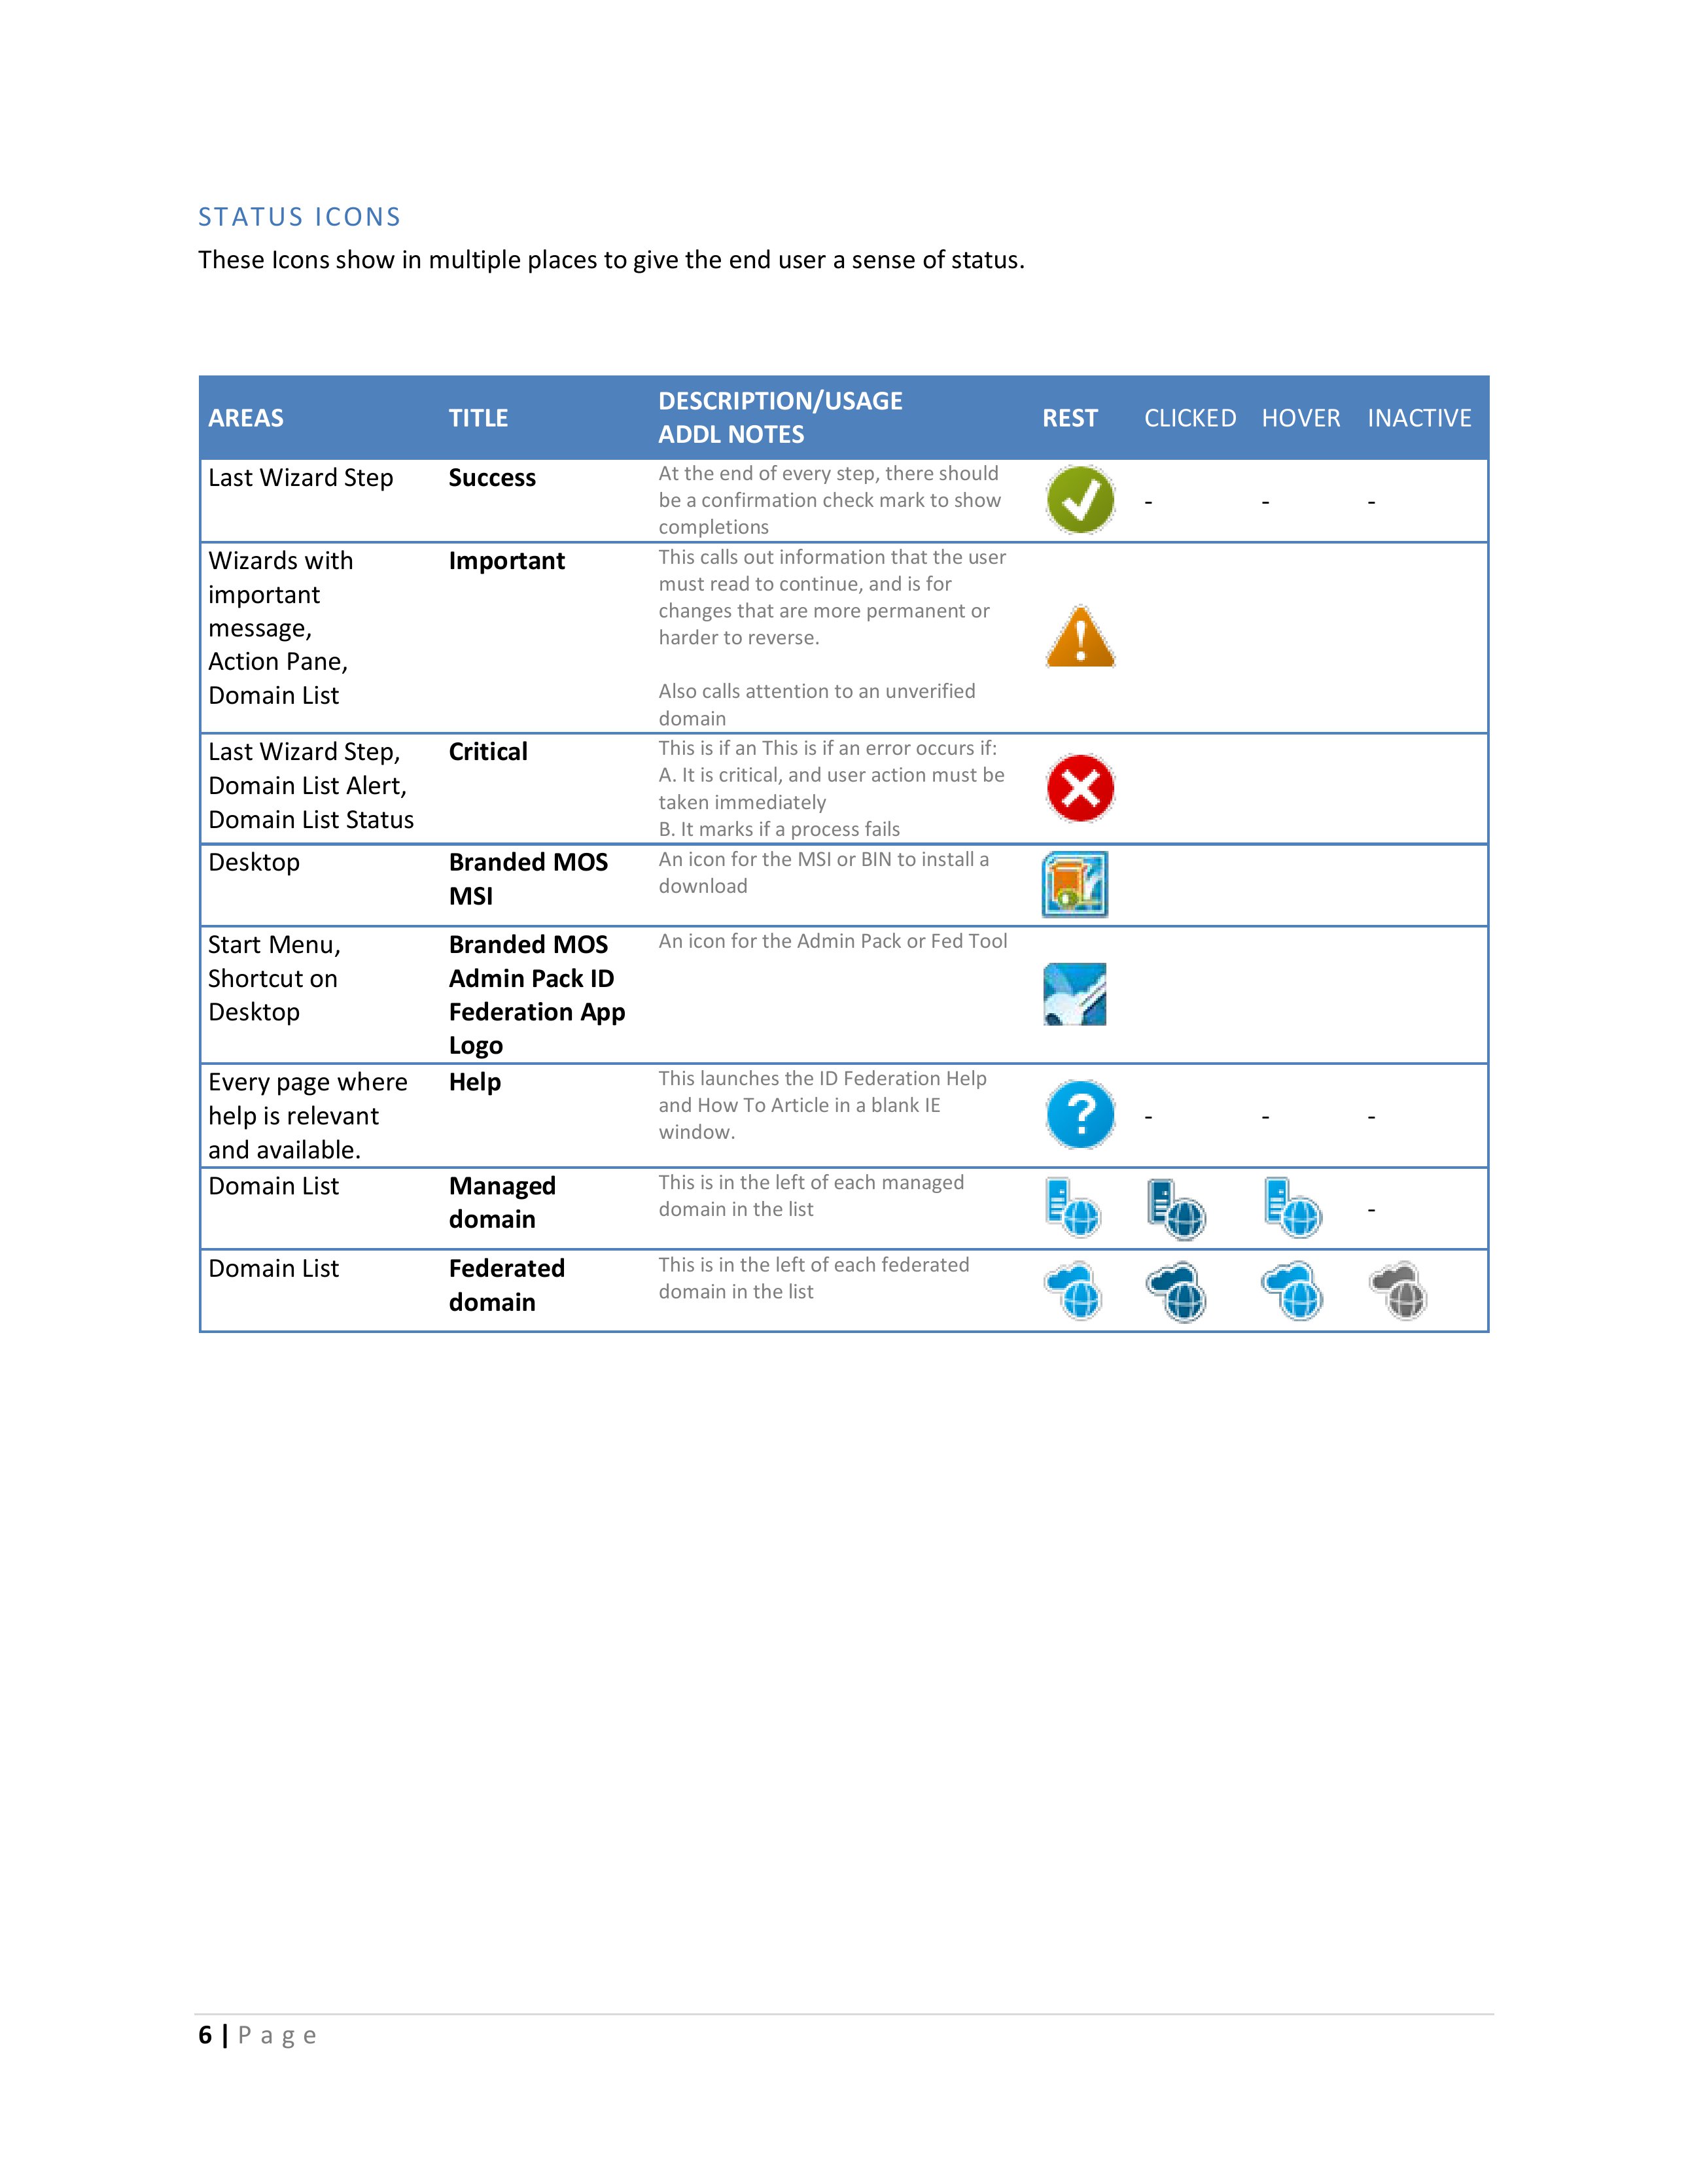 STATUS ICONS
These Icons show in multiple places to give the end user a sense of status.
AREAS
TITLE
DESCRIPTION/USAGE
ADDL NOTES
REST
CLICKED
HOVER
INACTIVE
Last Wizard Step
Success
At the end of every step, there should
be a confirmation check mark to show
completions
-
-
-
Wizards with
important
message,
Action Pane,
Domain List
Important
This calls out information that the user
must read to continue, and is for
changes that are more permanent or
harder to reverse.
Also calls attention to an unverified
domain
Last Wizard Step,
Domain List Alert,
Domain List Status
Critical
This is if an This is if an error occurs if:
A. It is critical, and user action must be
taken immediately
B. It marks if a process fails
Desktop
Branded MOS
MSI
An icon for the MSI or BIN to install a
download
Start Menu,
Shortcut on
Desktop
Branded MOS
Admin Pack ID
Federation App
Logo
An icon for the Admin Pack or Fed Tool
Every page where
help is relevant
and available.
Help
This launches the ID Federation Help
and How To Article in a blank IE
window.
?
-
-
-
Domain List
Managed
domain
This is in the left of each managed
domain in the list
-
Domain List
Federated
domain
This is in the left of each federated
domain in the list
6 | Page